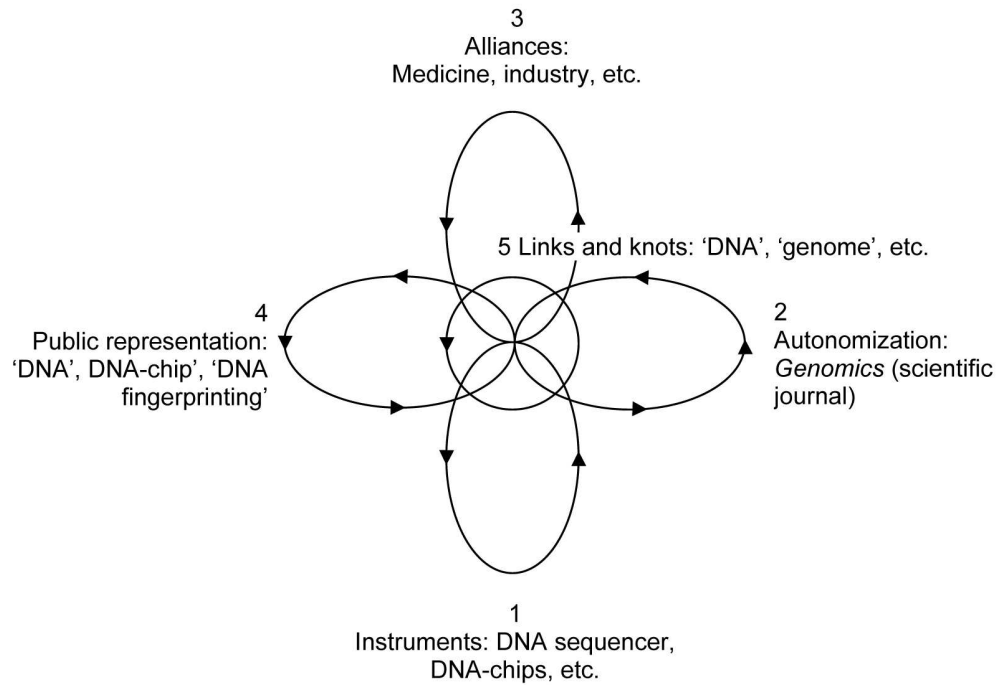 3
Alliances:
Medicine, industry, etc.
5 Links and knots: ‘DNA’, ‘genome’, etc.
4
Public representation:
‘DNA’, DNA-chip’, ‘DNA
fingerprinting’
2
Autonomization:
Genomics (scientific
journal)
1
Instruments: DNA sequencer,
DNA-chips, etc.